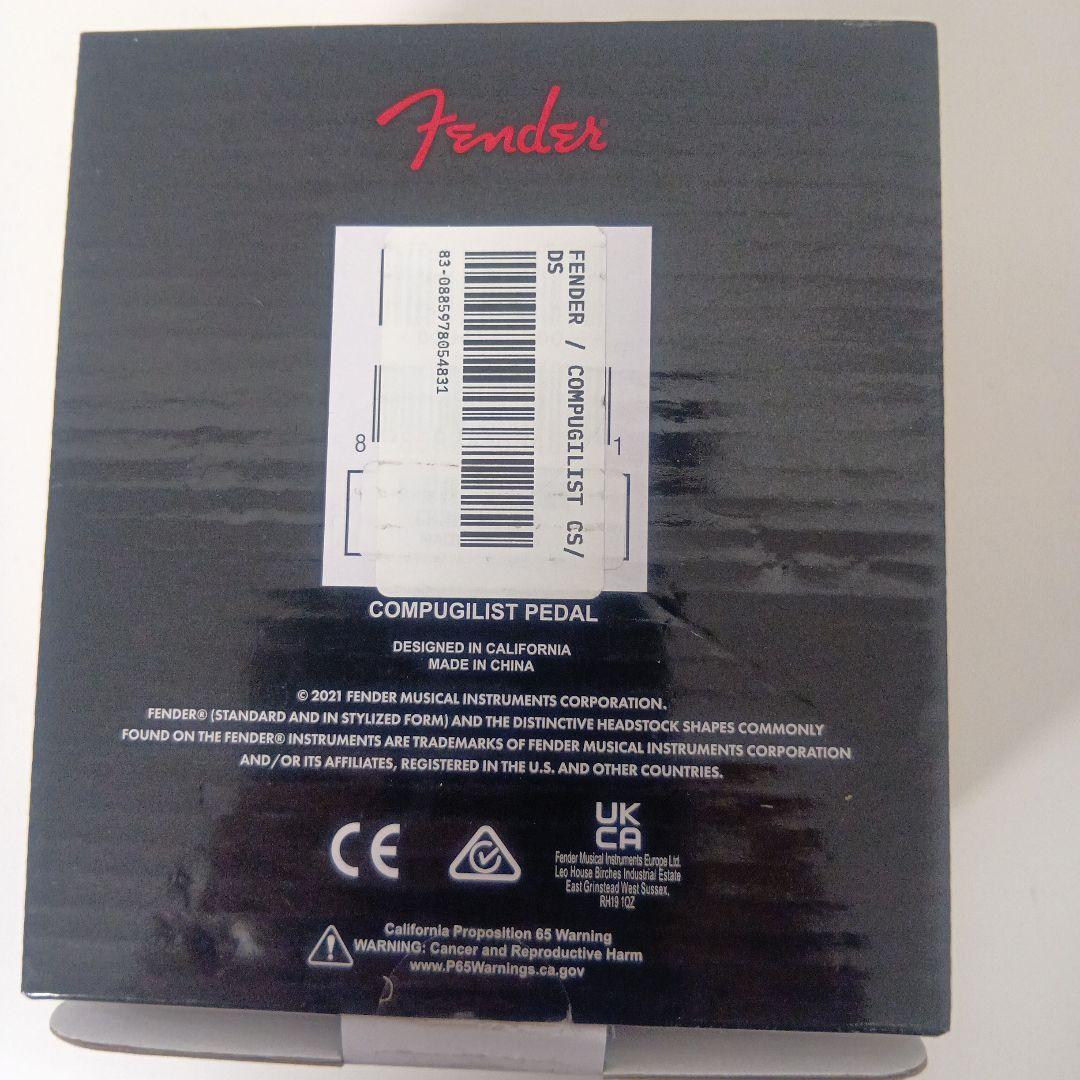 Fender
FENDER / COMPUGILIST CS/
DS
83-0885978054831
8
1
COMPUGILIST PEDAL
DESIGNED IN CALIFORNIA
MADE IN CHINA
© 2021 FENDER MUSICAL INSTRUMENTS CORPORATION.
FENDER® (STANDARD AND IN STYLIZED FORM) AND THE DISTINCTIVE HEADSTOCK SHAPES COMMONLY
FOUND ON THE FENDER® INSTRUMENTS ARE TRADEMARKS OF FENDER MUSICAL INSTRUMENTS CORPORATION
AND/OR ITS AFFILIATES, REGISTERED IN THE U.S. AND OTHER COUNTRIES.
CE
UK
CA
Fender Musical Instruments Europe Ltd.
Leo House Birches Industrial Estate
East Grinstead West Sussex,
RH19 1QZ
California Proposition 65 Warning
WARNING: Cancer and Reproductive Harm
www.P65Warnings.ca.gov